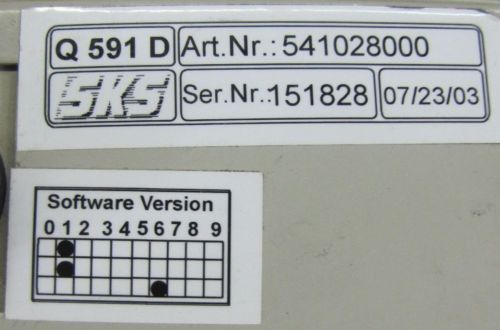 Q 591 D Art.Nr.: 541028000
SKS Ser.Nr.: 151828 07/23/03
Software Version
0 1 2 3 4 5 6 7 8 9